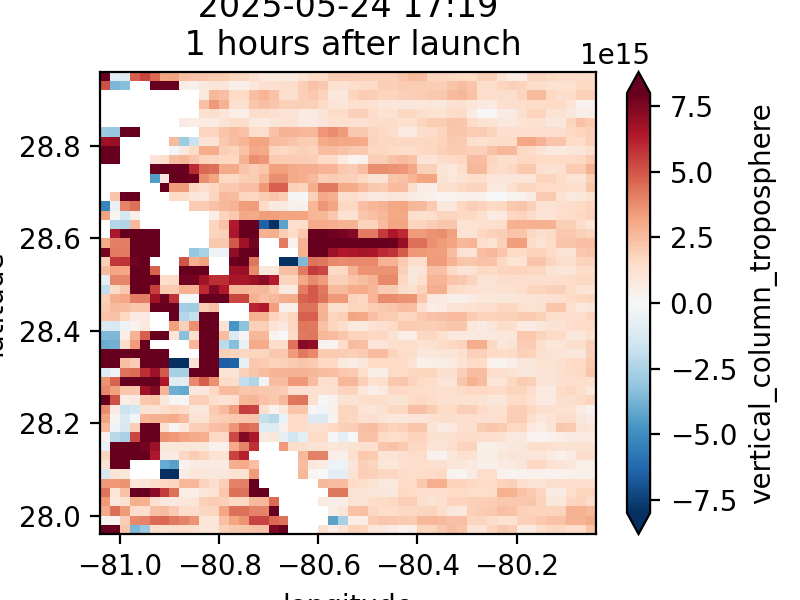 2025-05-24 17:19
1 hours after launch
1e15
7.5
5.0
2.5
0.0
−2.5
−5.0
−7.5
vertical_column_troposphere
28.8
28.6
28.4
28.2
28.0
−81.0 −80.8 −80.6 −80.4 −80.2
longitude